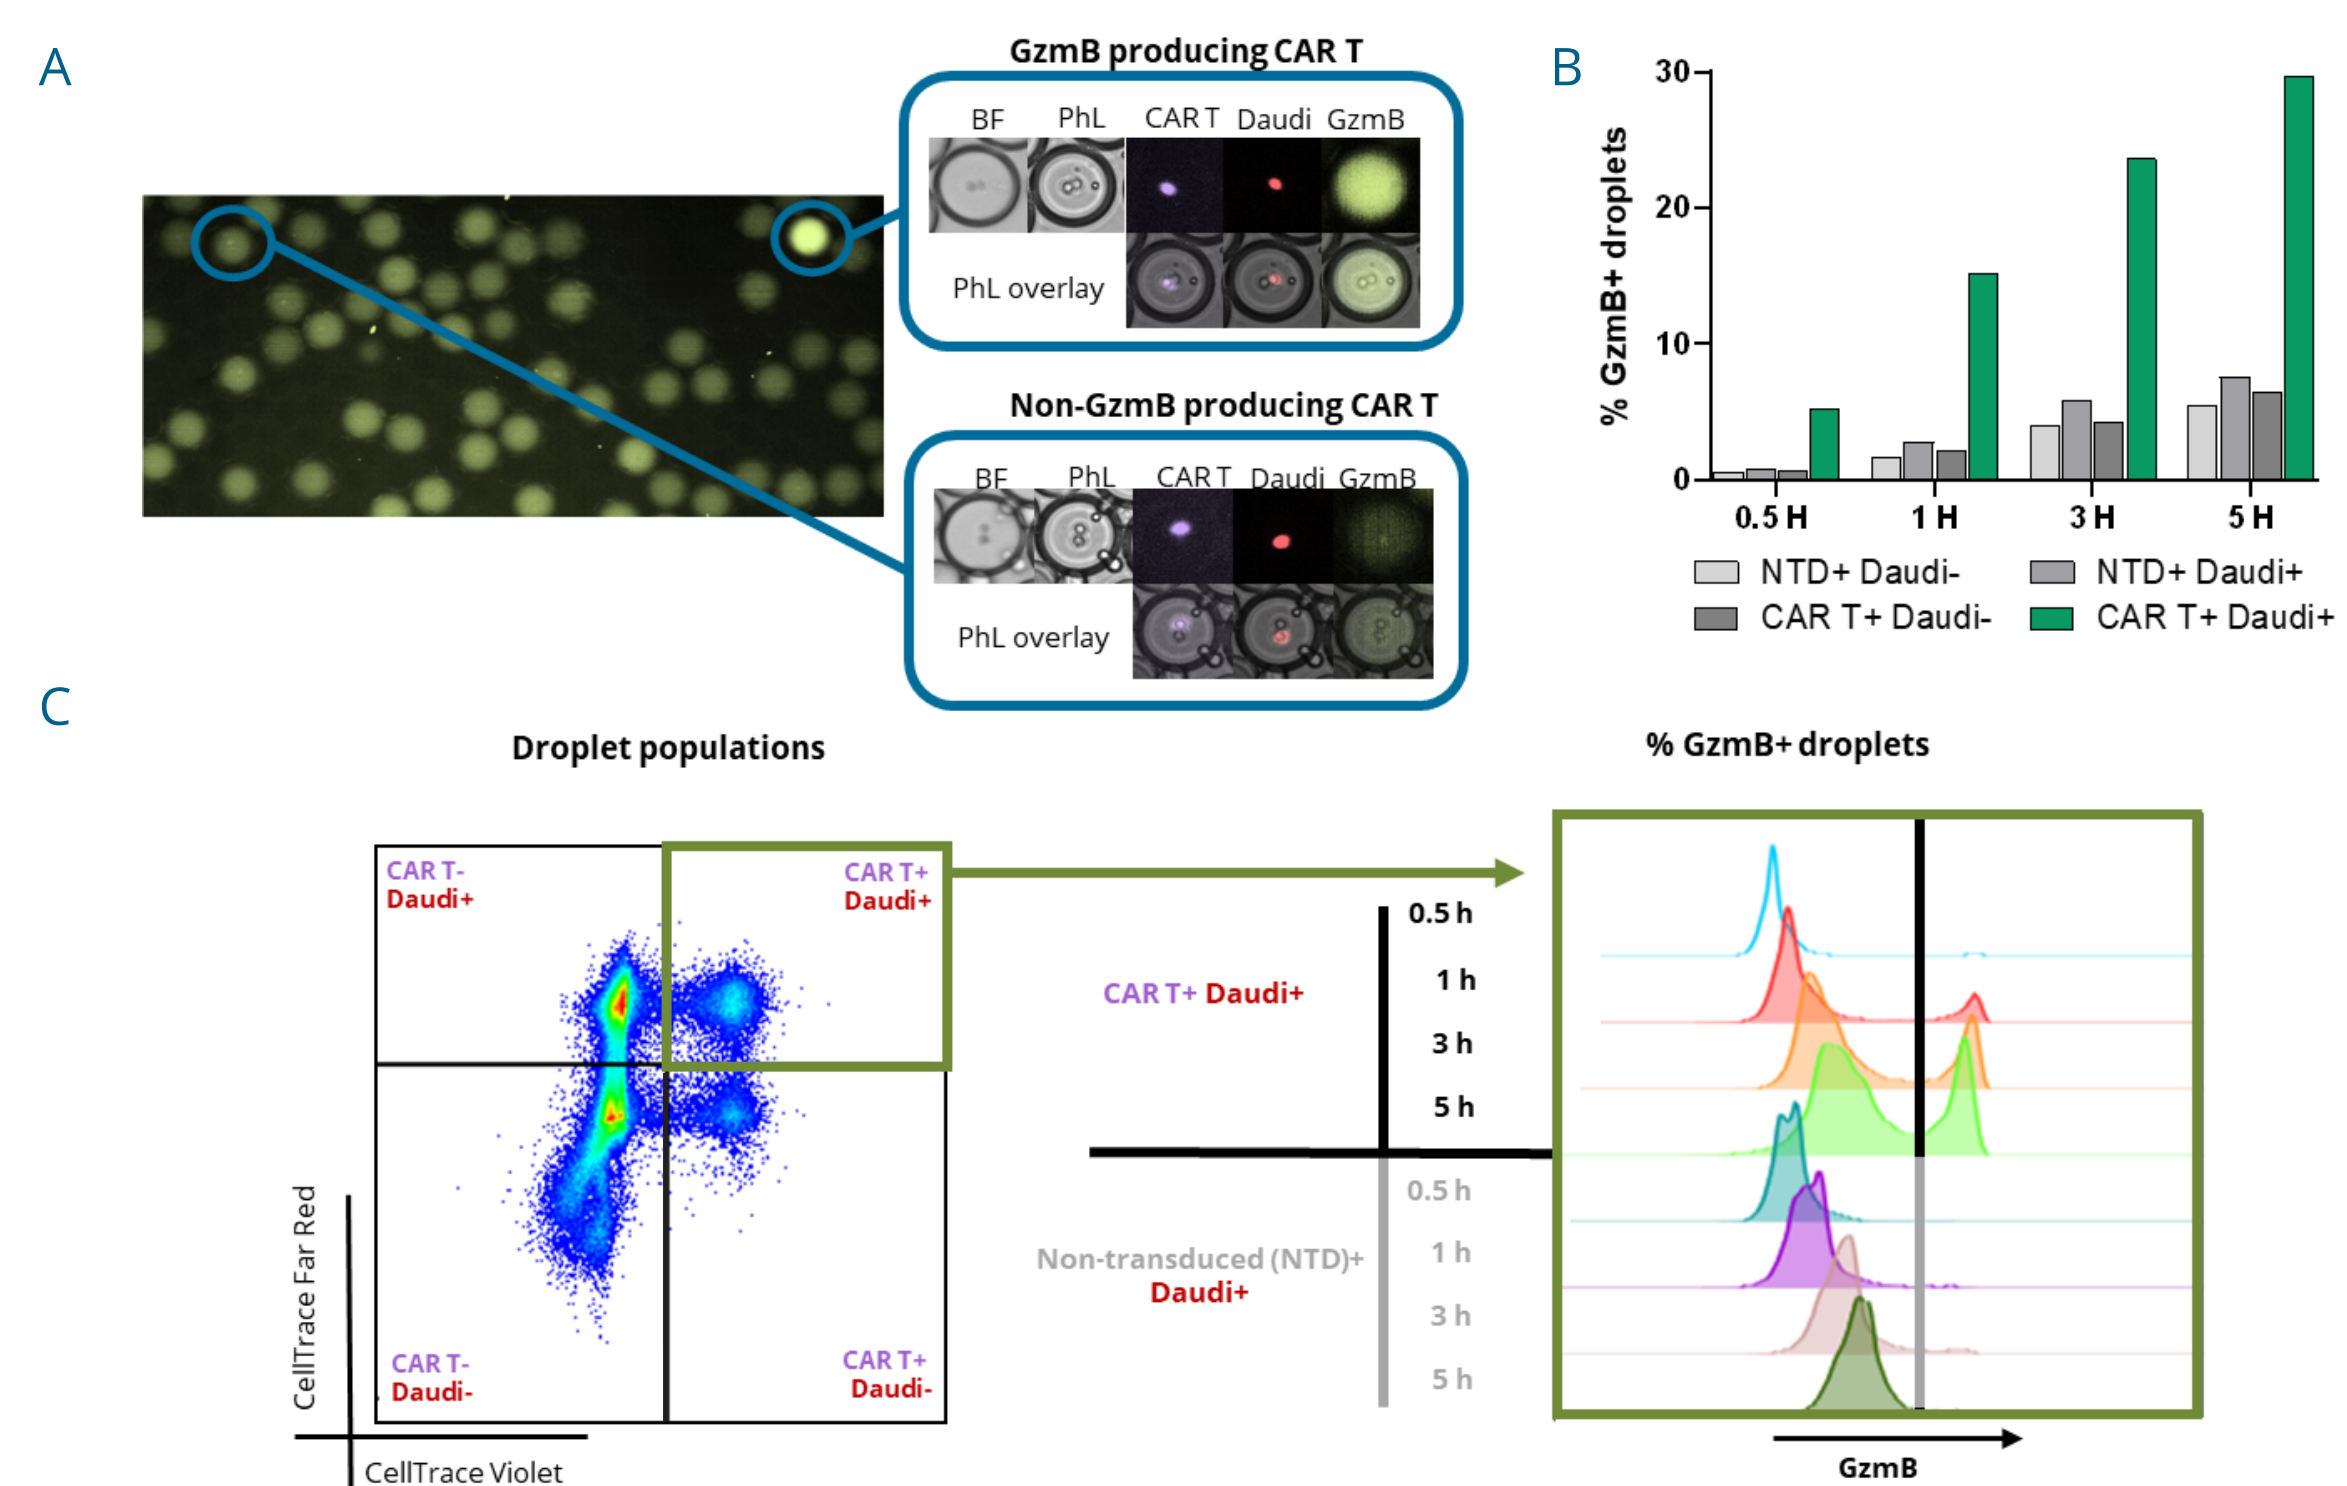 A
GzmB producing CAR T
BF PhL CAR T Daudi GzmB
PhL overlay
Non-GzmB producing CAR T
BF PhL CAR T Daudi GzmB
PhL overlay
B
% GzmB+ droplets
30
20
10
0
0.5 H 1 H 3 H 5 H
NTD+ Daudi- NTD+ Daudi+
CAR T+ Daudi- CAR T+ Daudi+
C
Droplet populations
CAR T-
Daudi+
CAR T+
Daudi+
CAR T-
Daudi-
CAR T+
Daudi-
CellTrace Far Red
CellTrace Violet
CAR T+ Daudi+
0.5 h
1 h
3 h
5 h
Non-transduced (NTD)+
Daudi+
0.5 h
1 h
3 h
5 h
% GzmB+ droplets
GzmB